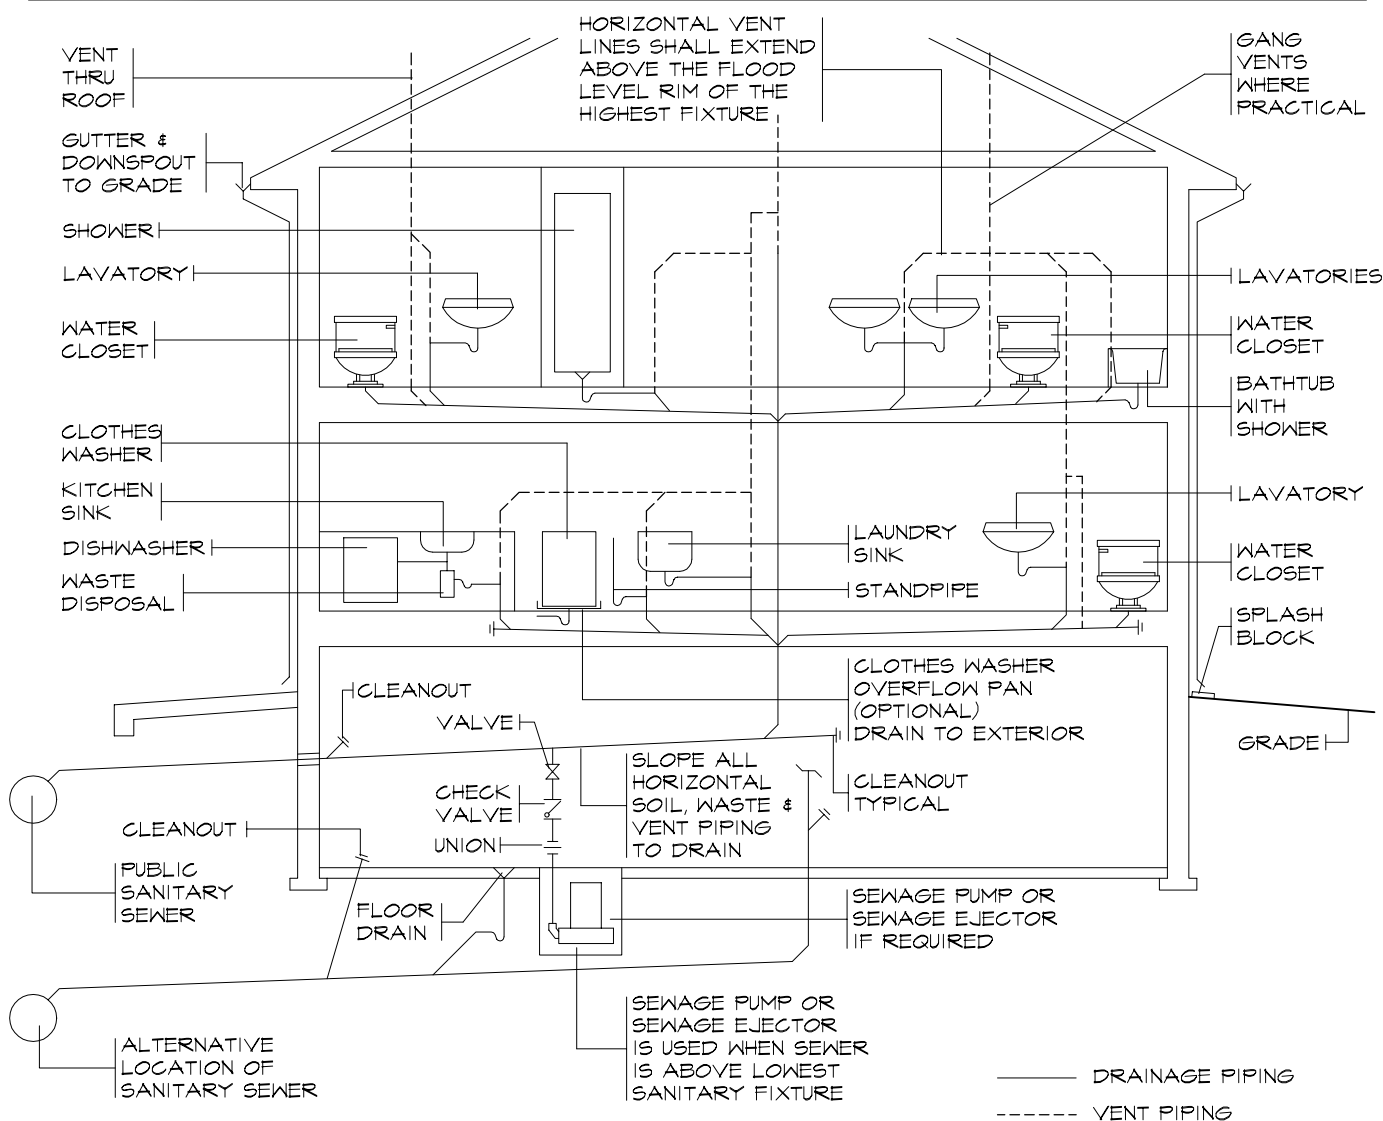 VENT
THRU
ROOF
GUTTER &
DOWNSPOUT
TO GRADE
SHOWER
LAVATORY
WATER
CLOSET
CLOTHES
WASHER
KITCHEN
SINK
DISHWASHER
WASTE
DISPOSAL
HORIZONTAL VENT
LINES SHALL EXTEND
ABOVE THE FLOOD
LEVEL RIM OF THE
HIGHEST FIXTURE
GANG
VENTS
WHERE
PRACTICAL
LAVATORIES
WATER
CLOSET
BATHTUB
WITH
SHOWER
LAVATORY
WATER
CLOSET
SPLASH
BLOCK
GRADE
LAUNDRY
SINK
STANDPIPE
CLOTHES WASHER
OVERFLOW PAN
(OPTIONAL)
DRAIN TO EXTERIOR
CLEANOUT
VALVE
CHECK
VALVE
UNION
SLOPE ALL
HORIZONTAL
SOIL, WASTE &
VENT PIPING
TO DRAIN
CLEANOUT
TYPICAL
CLEANOUT
PUBLIC
SANITARY
SEWER
FLOOR
DRAIN
SEWAGE PUMP OR
SEWAGE EJECTOR
IF REQUIRED
SEWAGE PUMP OR
SEWAGE EJECTOR
IS USED WHEN SEWER
IS ABOVE LOWEST
SANITARY FIXTURE
ALTERNATIVE
LOCATION OF
SANITARY SEWER
DRAINAGE PIPING
VENT PIPING